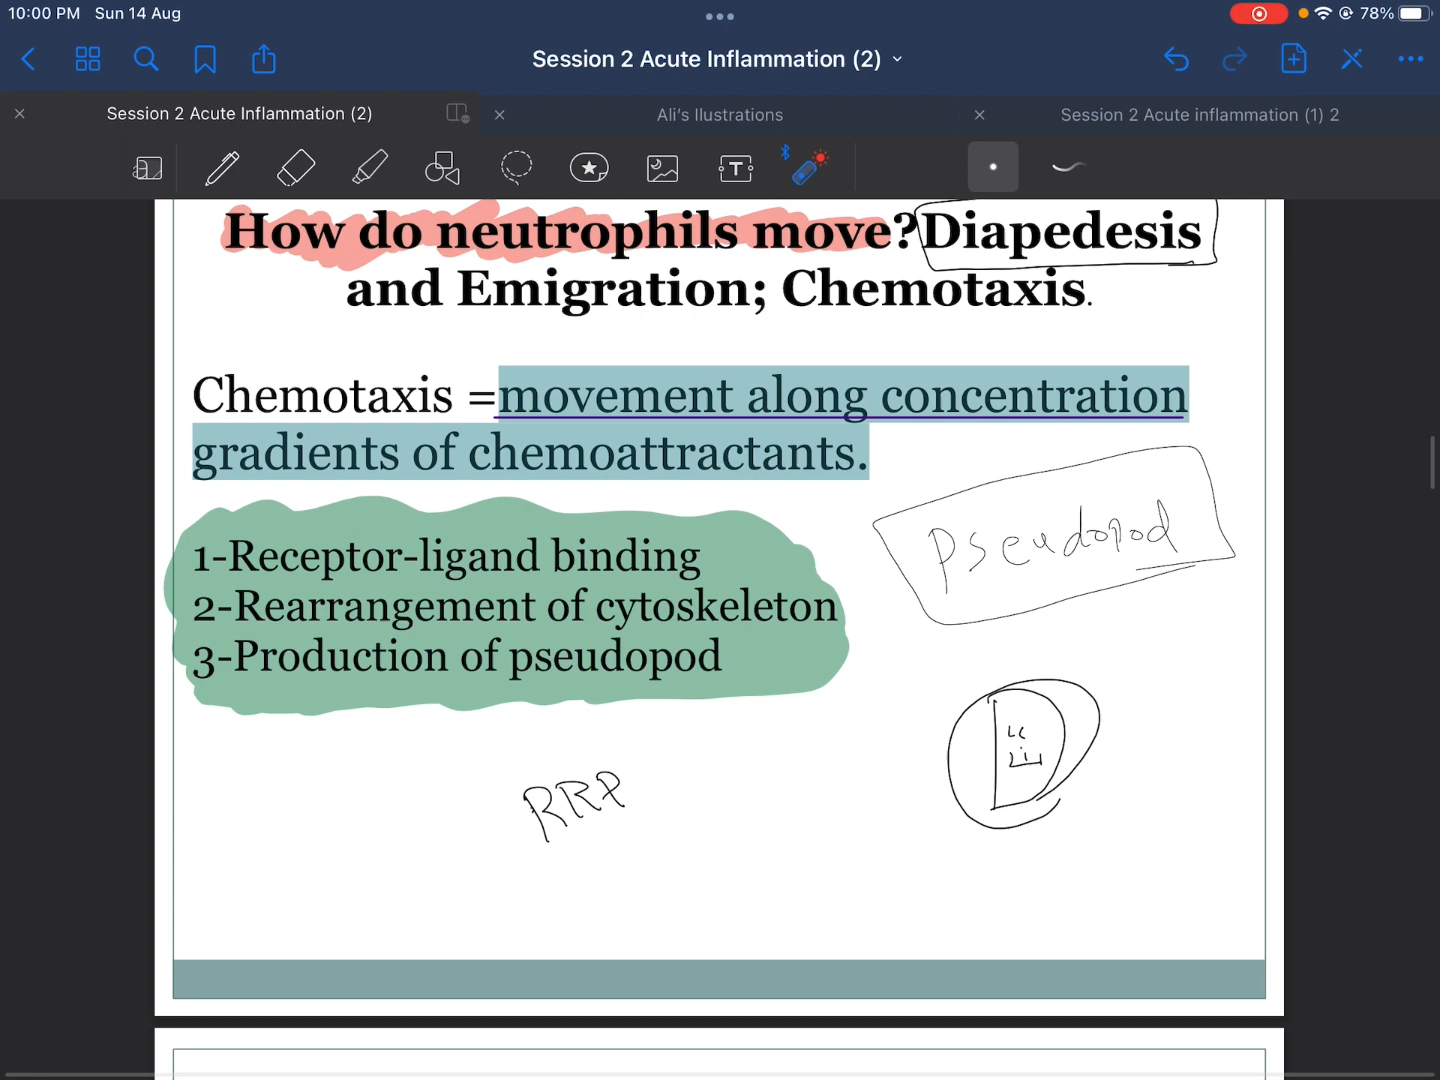 10:00 PM Sun 14 Aug
78%
Session 2 Acute Inflammation (2)
Session 2 Acute Inflammation (2)
Ali's Ilustrations
Session 2 Acute inflammation (1) 2
How do neutrophils move?Diapedesis
and Emigration; Chemotaxis.
Chemotaxis =movement along concentration
gradients of chemoattractants.
Pseudopod
1-Receptor-ligand binding
2-Rearrangement of cytoskeleton
3-Production of pseudopod
RRP